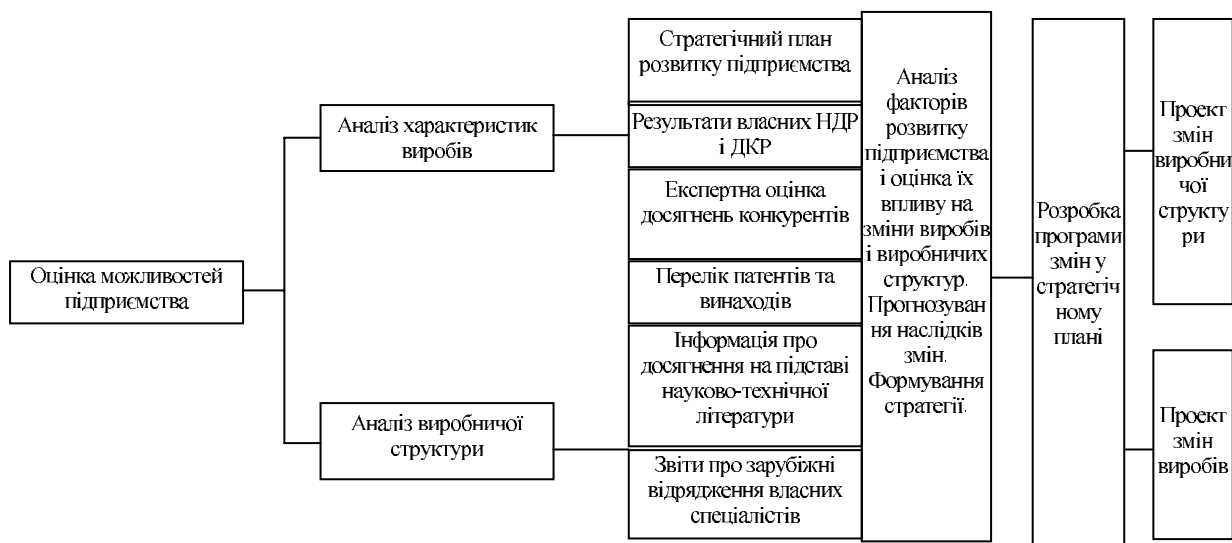 Оцінка можливостей
підприємства
Аналіз характеристик
виробів
Аналіз виробничої
структури
Стратегічний план
розвитку підприємства
Результати власних НДР
і ДКР
Експертна оцінка
досягнень конкурентів
Перелік патентів та
винаходів
Інформація про
досягнення на підставі
науково-технічної
літератури
Звіти про зарубіжні
відрядження власних
спеціалістів
Аналіз
факторів
розвитку
підприємства
і оцінка їх
впливу на
зміни виробів
і виробничих
структур.
Прогнозуван
ня наслідків
змін.
Формування
стратегії.
Розробка
програми
змін у
стратегіч
ному плані
Проект
змін
виробни
чої
структу
ри
Проект
змін
виробів